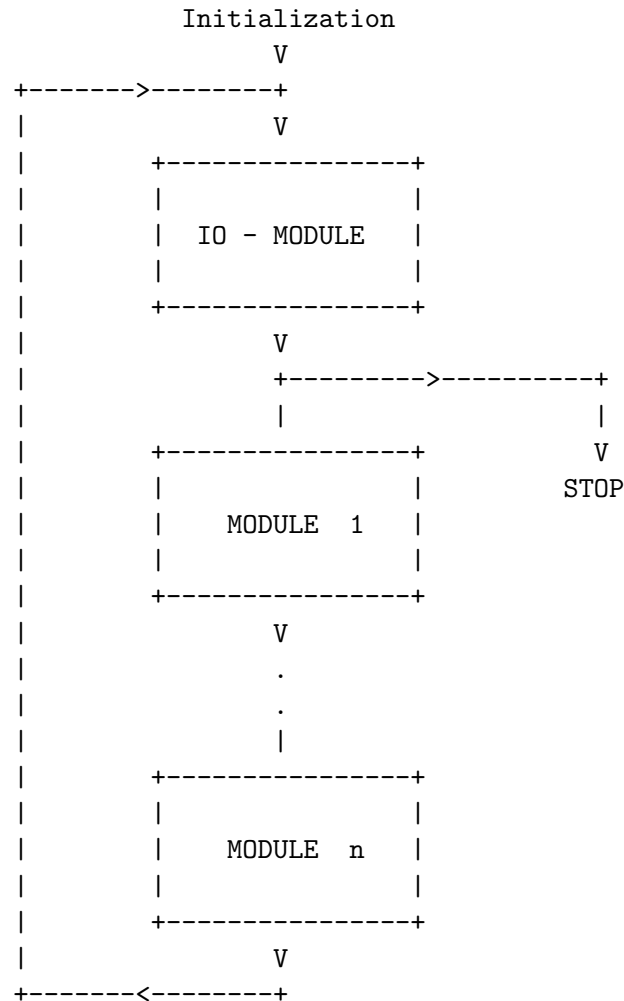 Initialization
V
V
IO - MODULE
V
V
STOP
MODULE 1
V
.
.
MODULE n
V